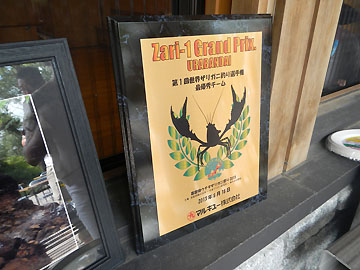 Zari-1 Grand Prix.
URABANDAI
第1回世界ザリガニ釣り選手権
最優秀チーム
2013年6月16日
マルキュー株式会社